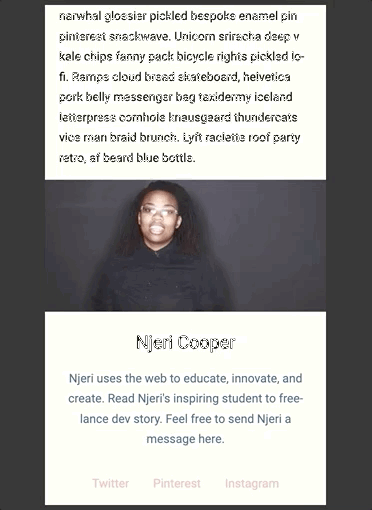 narwhal glossier pickled bespoke enamel pin
pinterest snackwave. Unicorn sriracha deep v
kale chips fanny pack bicycle rights pickled lo-
fi. Ramps cloud bread skateboard, helvetica
pork belly messenger bag taxidermy iceland
letterpress cornhole knausgaard thundercats
vice man braid brunch. Lyft raclette roof party
retro, af beard blue bottle.
Njeri Cooper
Njeri uses the web to educate, innovate, and
create. Read Njeri's inspiring student to free-
lance dev story. Feel free to send Njeri a
message here.
Twitter Pinterest Instagram